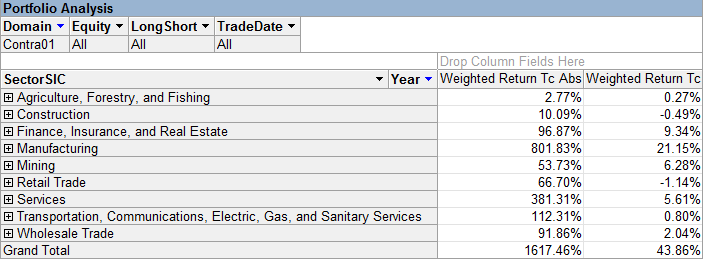 Portfolio Analysis
Domain Equity LongShort TradeDate
Contra01 All All All
Drop Column Fields Here
SectorSIC Year Weighted Return Tc Abs Weighted Return Tc
Agriculture, Forestry, and Fishing 2.77% 0.27%
Construction 10.09% -0.49%
Finance, Insurance, and Real Estate 96.87% 9.34%
Manufacturing 801.83% 21.15%
Mining 53.73% 6.28%
Retail Trade 66.70% -1.14%
Services 381.31% 5.61%
Transportation, Communications, Electric, Gas, and Sanitary Services 112.31% 0.80%
Wholesale Trade 91.86% 2.04%
Grand Total 1617.46% 43.86%